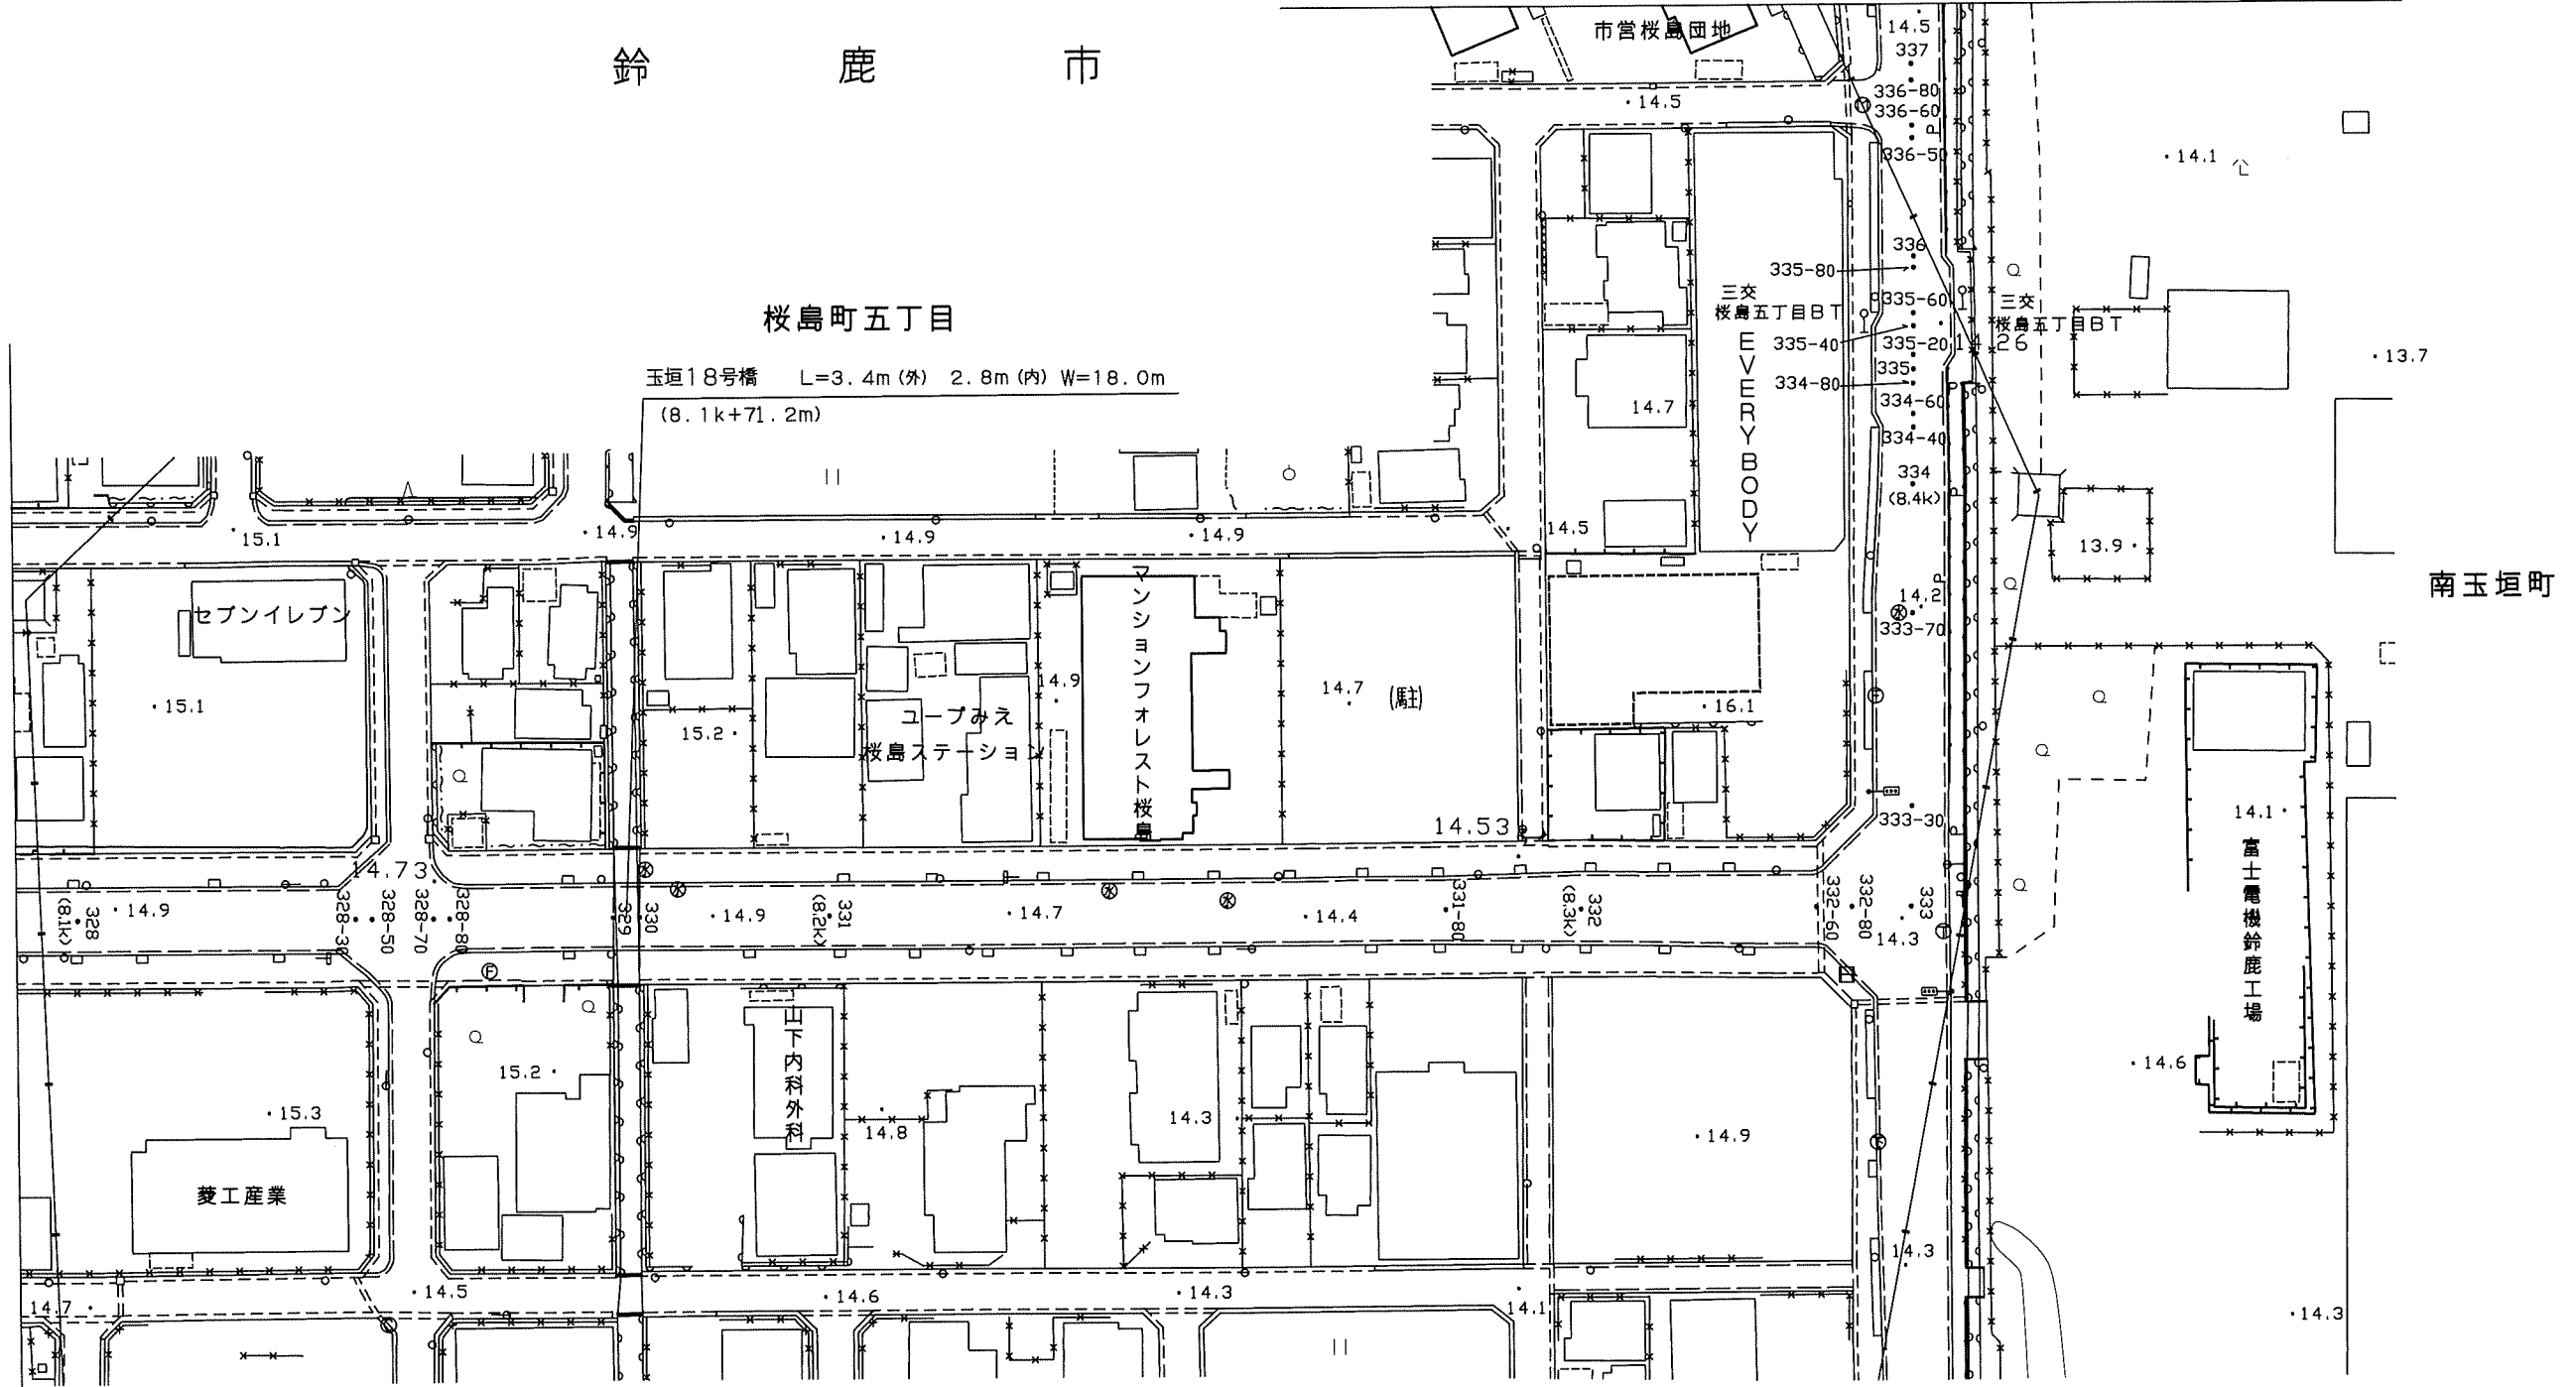 鈴鹿市
市営桜島団地
14.5
337
336-80
336-60
336-50
14.5
14.1
336
335-80
335-60
三交
桜島五丁目BT
三交
桜島五丁目BT
335-40
335-20
14.26
335
334-80
334-60
334-40
334
(8.4k)
13.7
桜島町五丁目
玉垣18号橋 L=3.4m(外) 2.8m(内) W=18.0m
(8.1k+71.2m)
EVERYBODY
14.7
14.5
15.1
14.9
14.9
14.9
13.9
南玉垣町
セブンイレブン
マンションフォレスト桜島
14.2
333-70
15.1
15.2
14.9
14.7
(駐)
16.1
コープみえ
桜島ステーション
14.53
333-30
14.1
富士電機鈴鹿工場
14.73
328
(8.1k)
14.9
328-30
328-50
328-70
328-80
329
330
14.9
331
(8.2k)
14.7
14.4
331-80
332
(8.3k)
332-60
332-80
333
14.3
山下内科外科
15.2
15.3
14.8
14.3
14.9
14.6
菱工産業
14.3
14.7
14.5
14.6
14.3
14.1
14.3